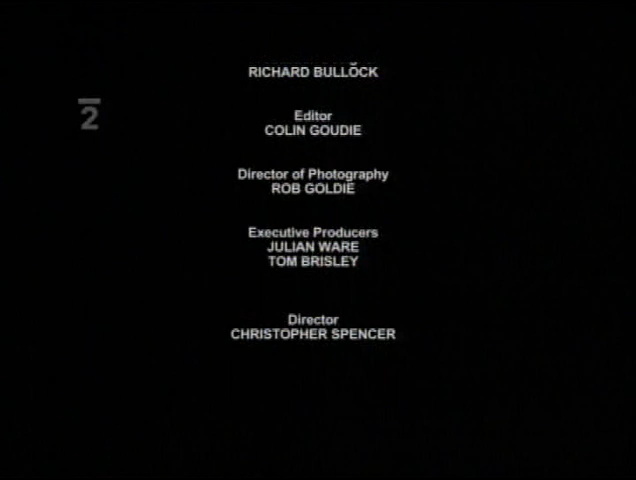 RICHARD BULLOCK
2
Editor
COLIN GOUDIE
Director of Photography
ROB GOLDIE
Executive Producers
JULIAN WARE
TOM BRISLEY
Director
CHRISTOPHER SPENCER